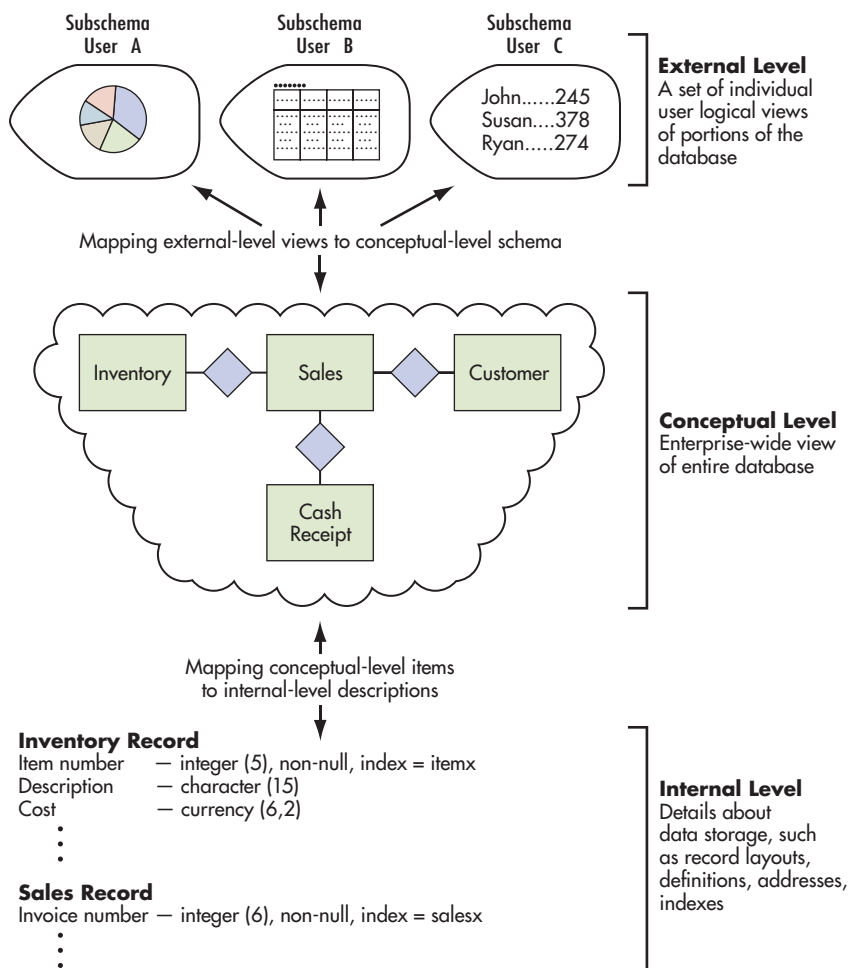 Subschema
User A
Subschema
User B
Subschema
User C
John.....245
Susan....378
Ryan.....274
External Level
A set of individual
user logical views
of portions of the
database
Mapping external-level views to conceptual-level schema
Inventory
Sales
Customer
Cash
Receipt
Conceptual Level
Enterprise-wide view
of entire database
Mapping conceptual-level items
to internal-level descriptions
Inventory Record
Item number — integer (5), non-null, index = itemx
Description — character (15)
Cost — currency (6,2)
Sales Record
Invoice number — integer (6), non-null, index = salesx
Internal Level
Details about
data storage, such
as record layouts,
definitions, addresses,
indexes